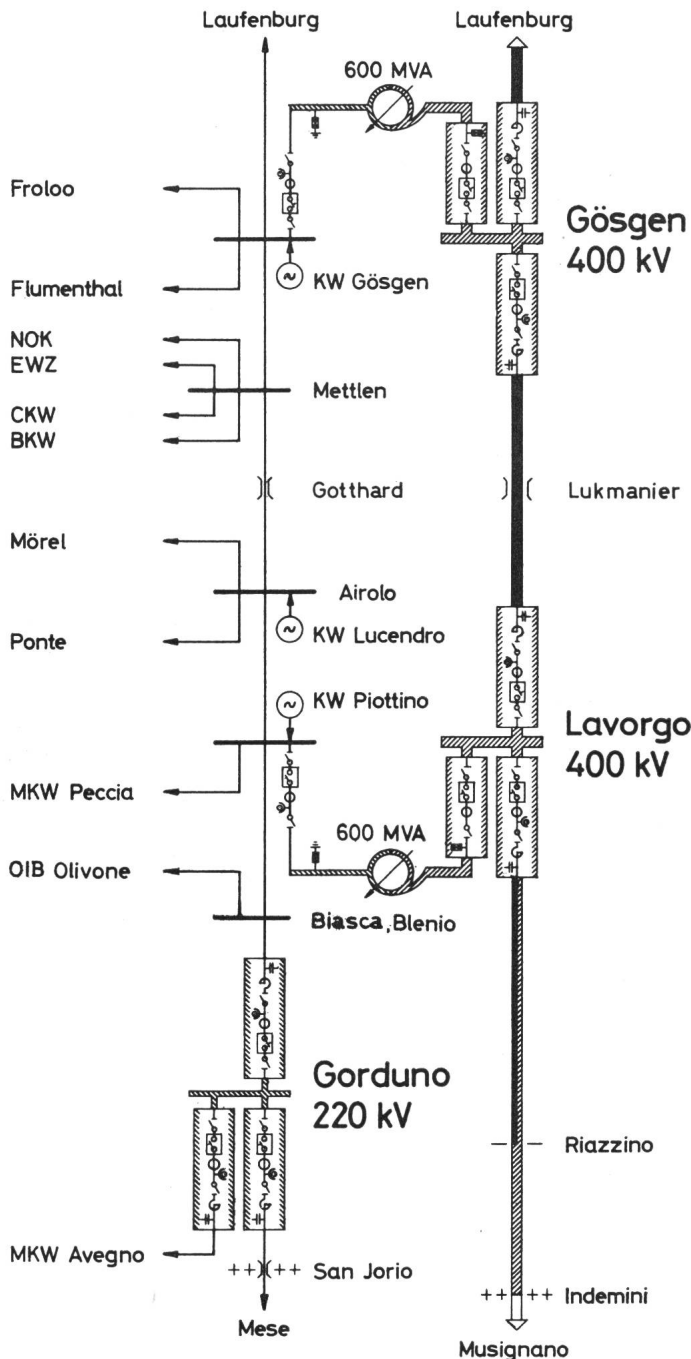 Laufenburg
Laufenburg
600 MVA
Froloo
Gösgen
400 kV
Flumenthal
KW Gösgen
NOK
EWZ
Mettlen
CKW
BKW
Gotthard
Lukmanier
Mörel
Airolo
Ponte
KW Lucendro
KW Piottino
Lavorgo
400 kV
MKW Peccia
600 MVA
OIB Olivone
Biasca, Blenio
Gorduno
220 kV
Riazzino
MKW Avegno
San Jorio
Indemini
Mese
Musignano